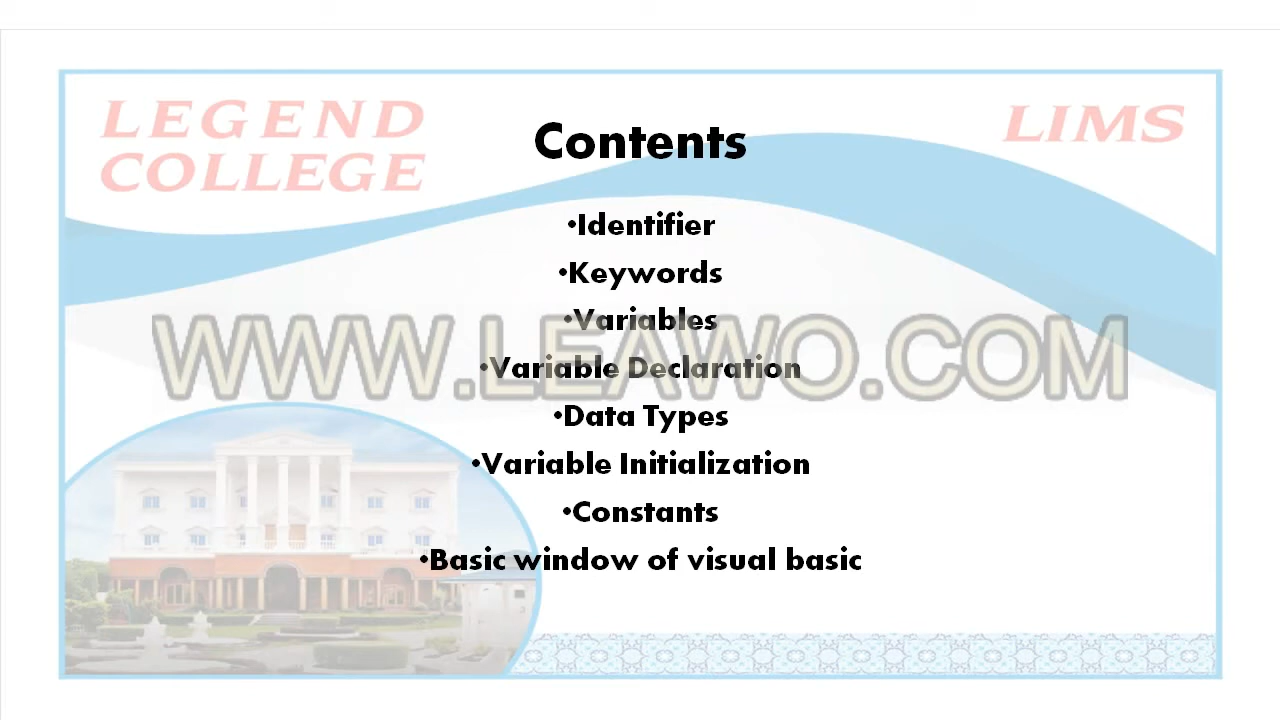 LEGEND
COLLEGE
LIMS
Contents
•Identifier
•Keywords
•Variables
WWW.LEAWO.COM
•Variable Declaration
•Data Types
•Variable Initialization
•Constants
•Basic window of visual basic